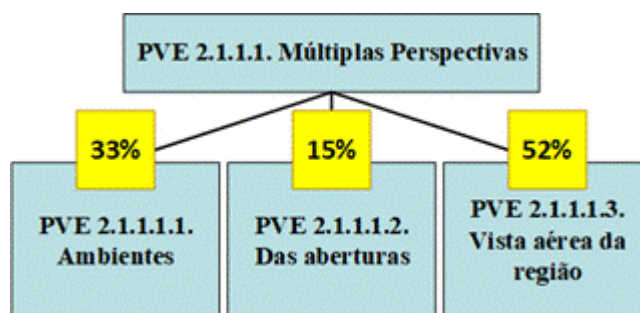 PVE 2.1.1.1. Múltiplas Perspectivas
33%
15%
52%
PVE 2.1.1.1.1.
Ambientes
PVE 2.1.1.1.2.
Das aberturas
PVE 2.1.1.1.3.
Vista aérea da
região